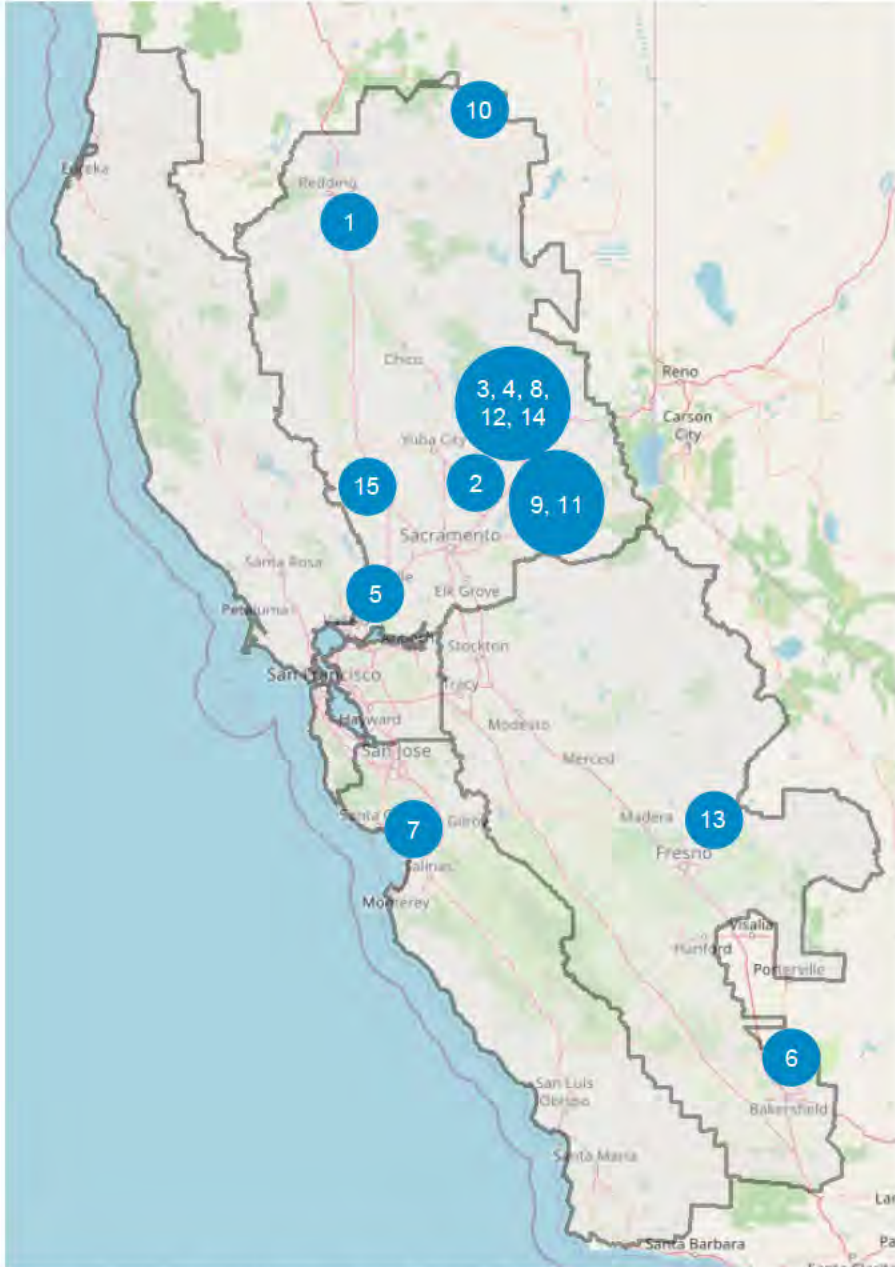 10
Eureka
Redding
1
Chico
Reno
3, 4, 8,
12, 14
Carson
City
Yuba City
15
2
9, 11
Sacramento
Santa Rosa
5
Elk Grove
Petaluma
Stockton
San Francisco
Tracy
Hayward
Modesto
San Jose
Merced
Santa C
7
Gilroy
Madera
13
Fresno
Salinas
Monterey
Visalia
Hanford
Porterville
6
San Luis
Obispo
Bakersfield
Santa Maria
Santa Barbara